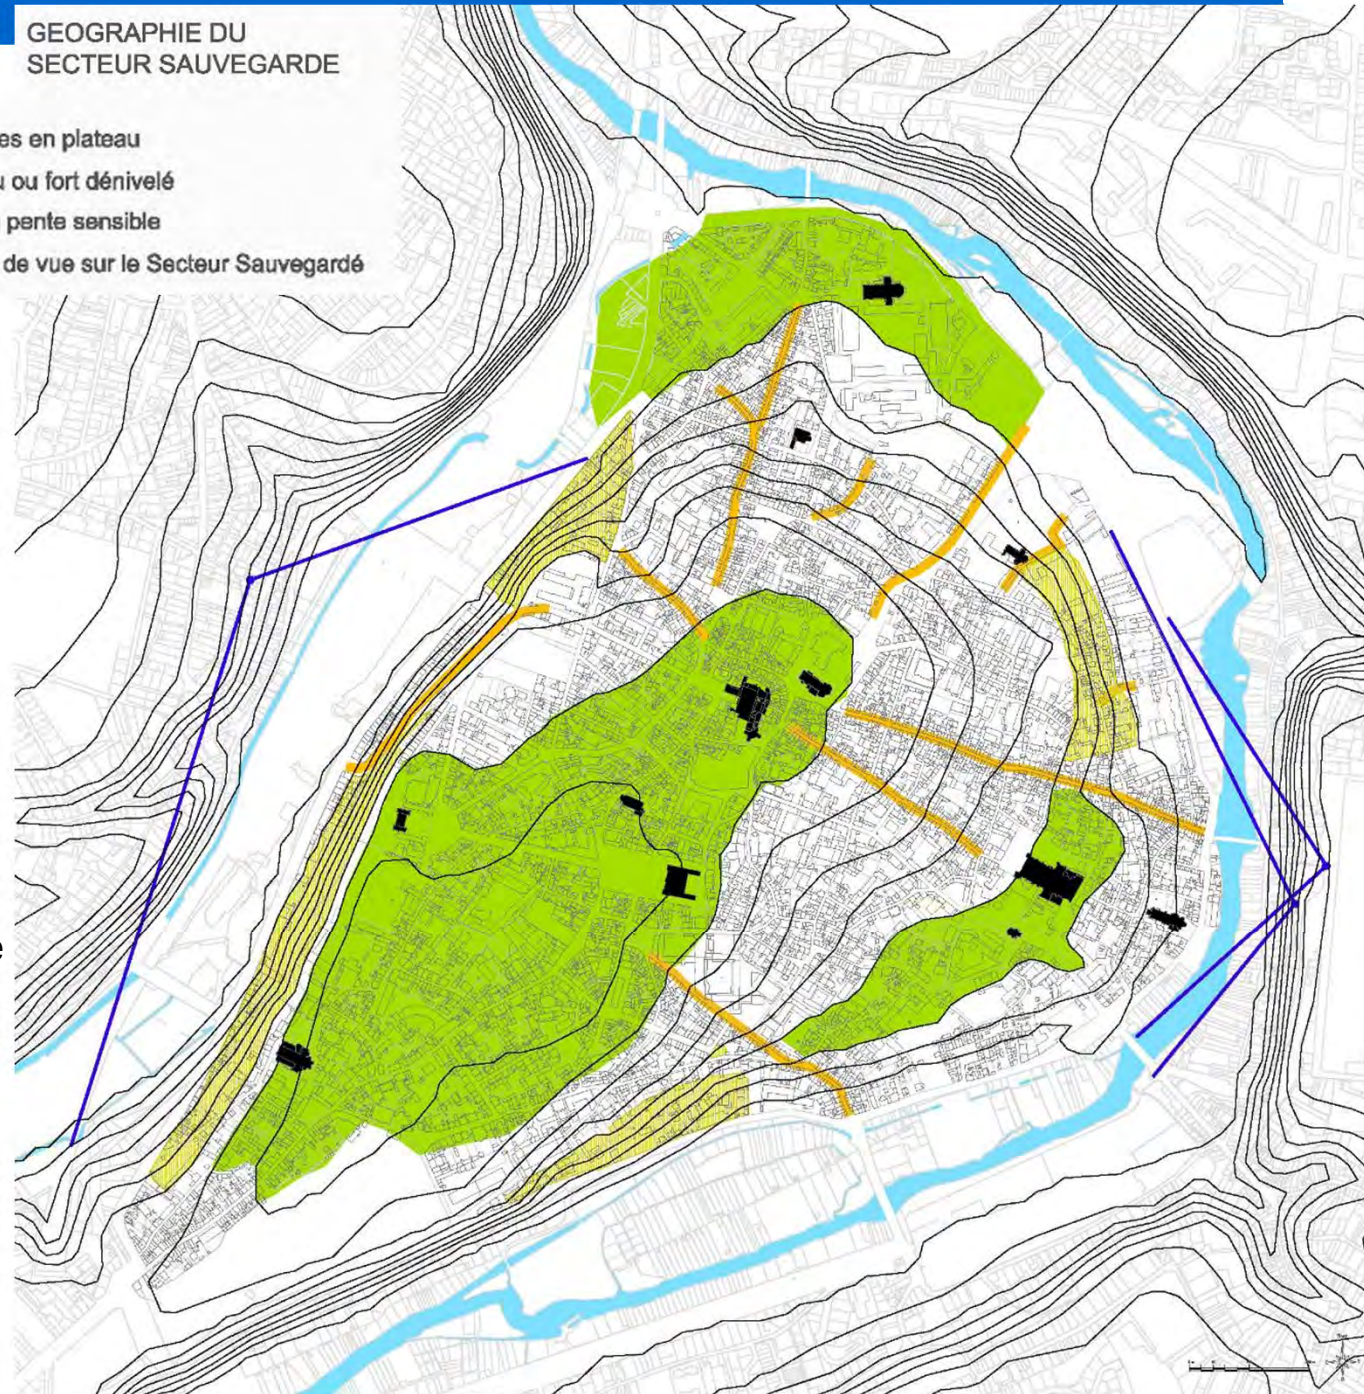 GEOGRAPHIE DU
SECTEUR SAUVEGARDE
es en plateau
u ou fort dénivelé
pente sensible
de vue sur le Secteur Sauvegardé
e